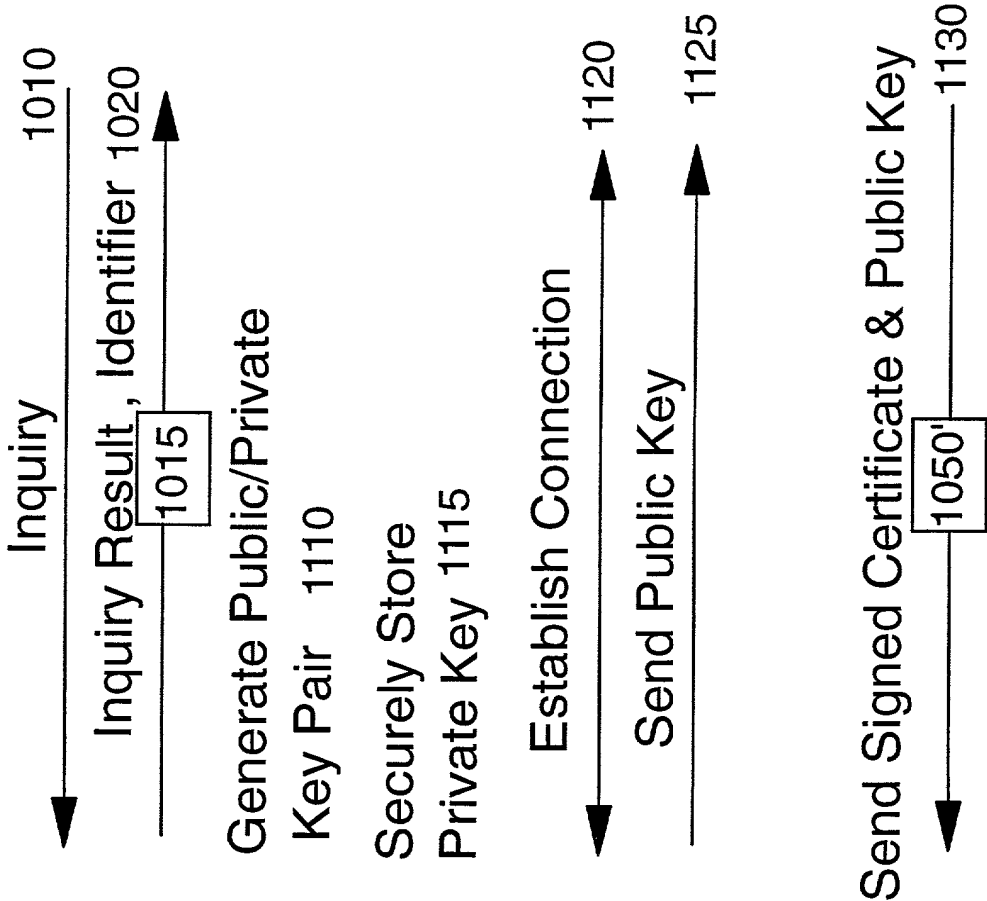 Inquiry
1010
Inquiry Result, Identifier 1020
1015
Generate Public/Private
Key Pair 1110
Securely Store
Private Key 1115
Establish Connection
1120
Send Public Key
1125
Send Signed Certificate & Public Key
1050'
1130